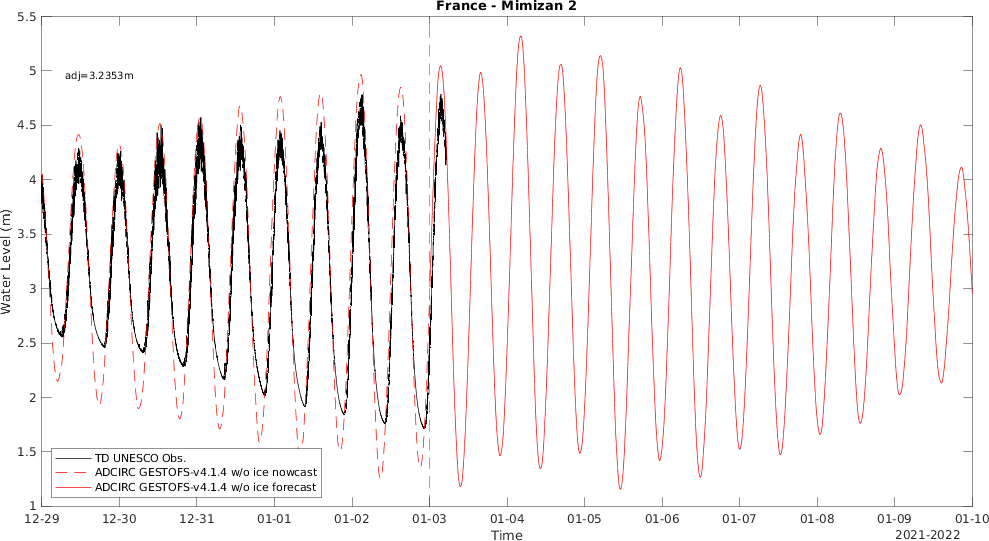 France - Mimizan 2
5.5
5
4.5
4
3.5
3
2.5
2
1.5
1
Water Level (m)
adj=3.2353m
TD UNESCO Obs.
ADCIRC GESTOFS-v4.1.4 w/o ice nowcast
ADCIRC GESTOFS-v4.1.4 w/o ice forecast
12-29 12-30 12-31 01-01 01-02 01-03 01-04 01-05 01-06 01-07 01-08 01-09 01-10
Time
2021-2022